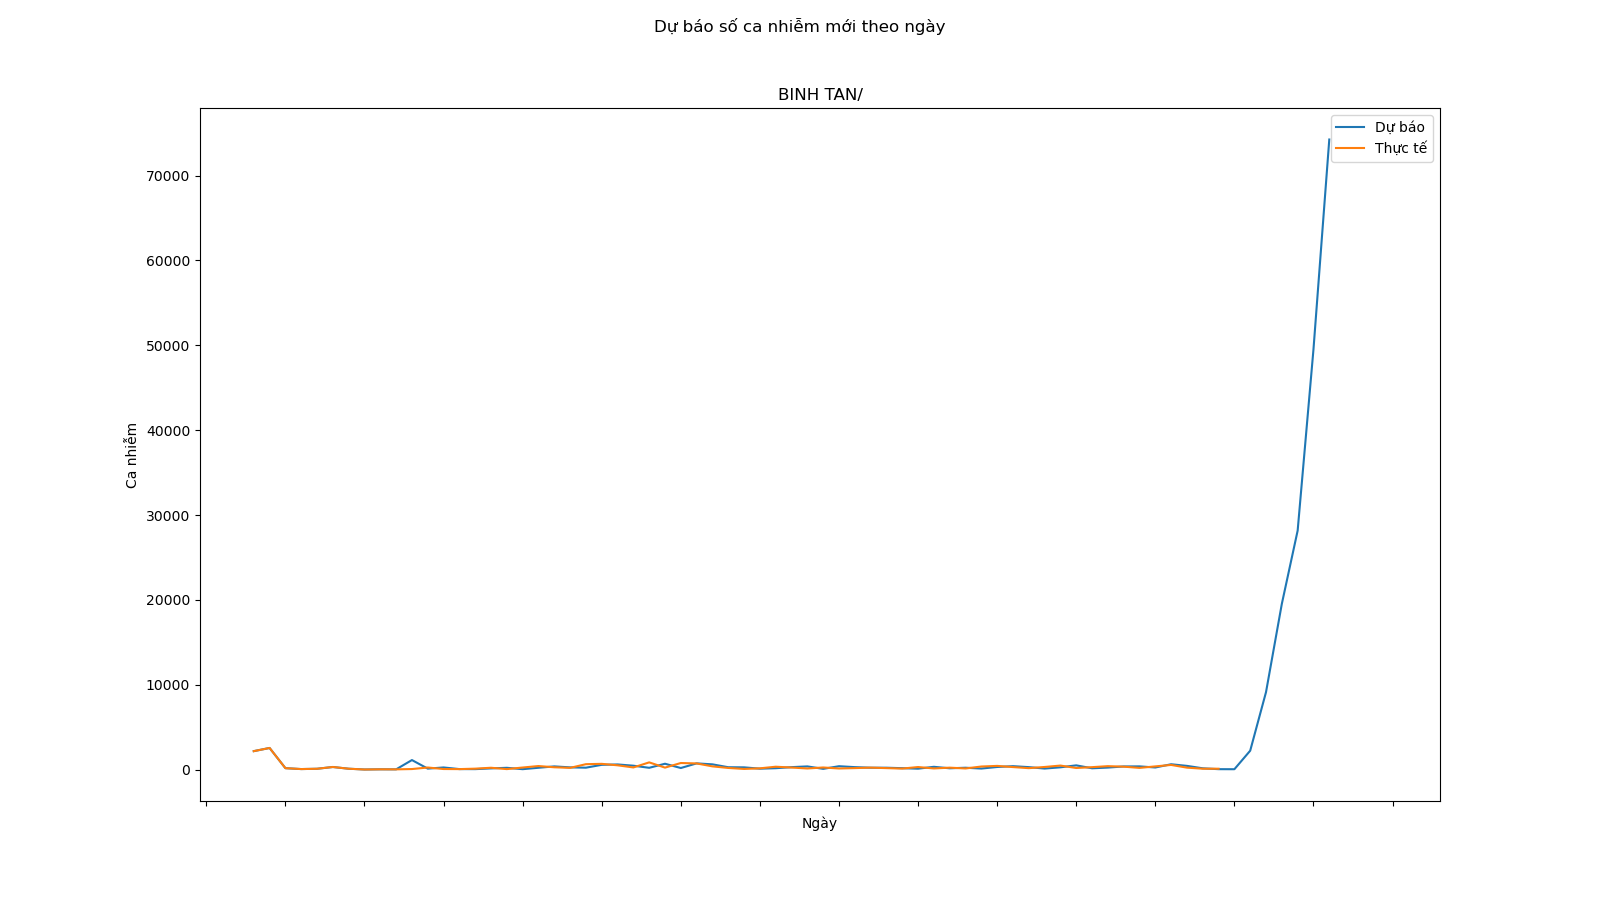 Dự báo số ca nhiễm mới theo ngày
BINH TAN/
Dự báo
Thực tế
70000
60000
50000
40000
30000
20000
10000
0
Ca nhiễm
Ngày